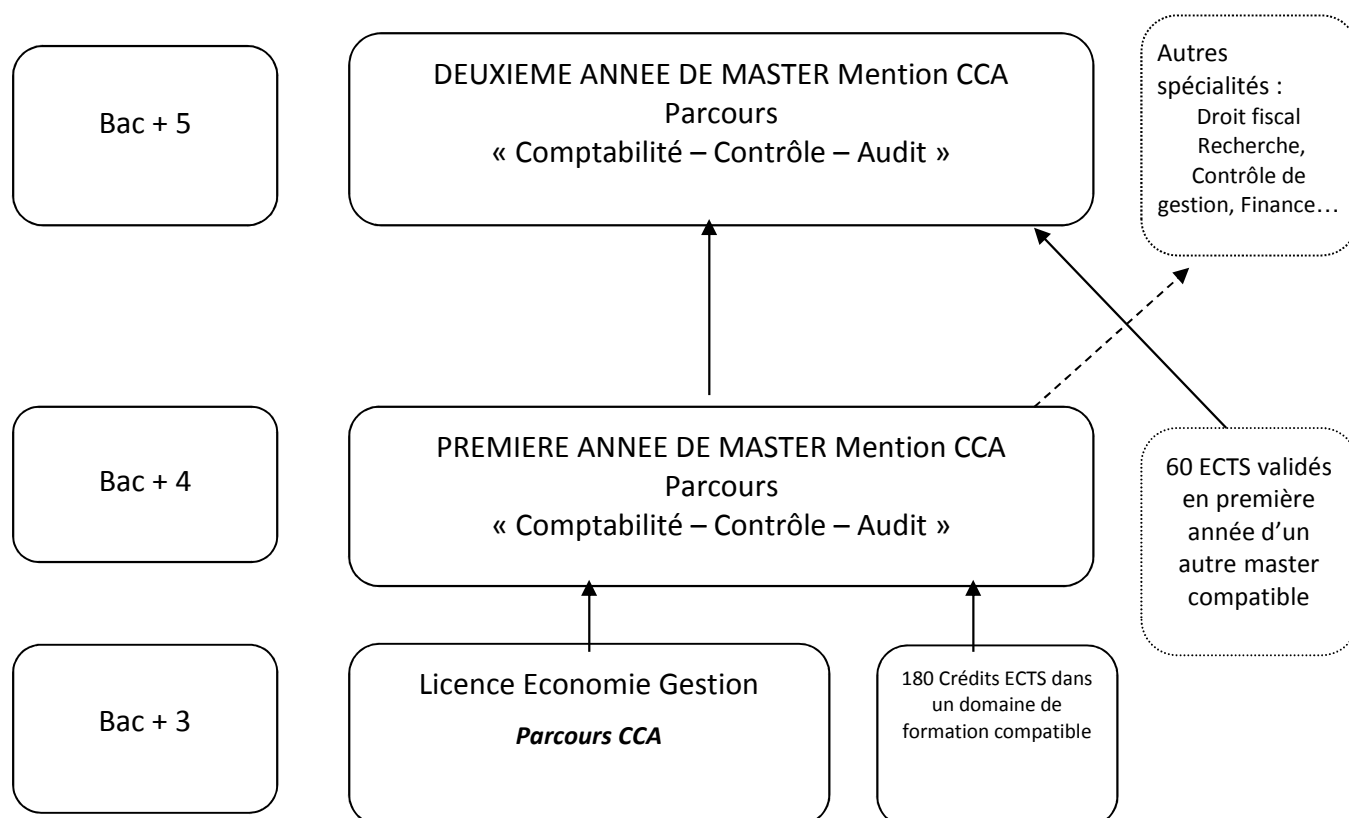 Bac + 5
DEUXIEME ANNEE DE MASTER Mention CCA
Parcours
« Comptabilité – Contrôle – Audit »
Autres
spécialités :
Droit fiscal
Recherche,
Contrôle de
gestion, Finance…
Bac + 4
PREMIERE ANNEE DE MASTER Mention CCA
Parcours
« Comptabilité – Contrôle – Audit »
60 ECTS validés
en première
année d’un
autre master
compatible
Bac + 3
Licence Economie Gestion
Parcours CCA
180 Crédits ECTS dans
un domaine de
formation compatible